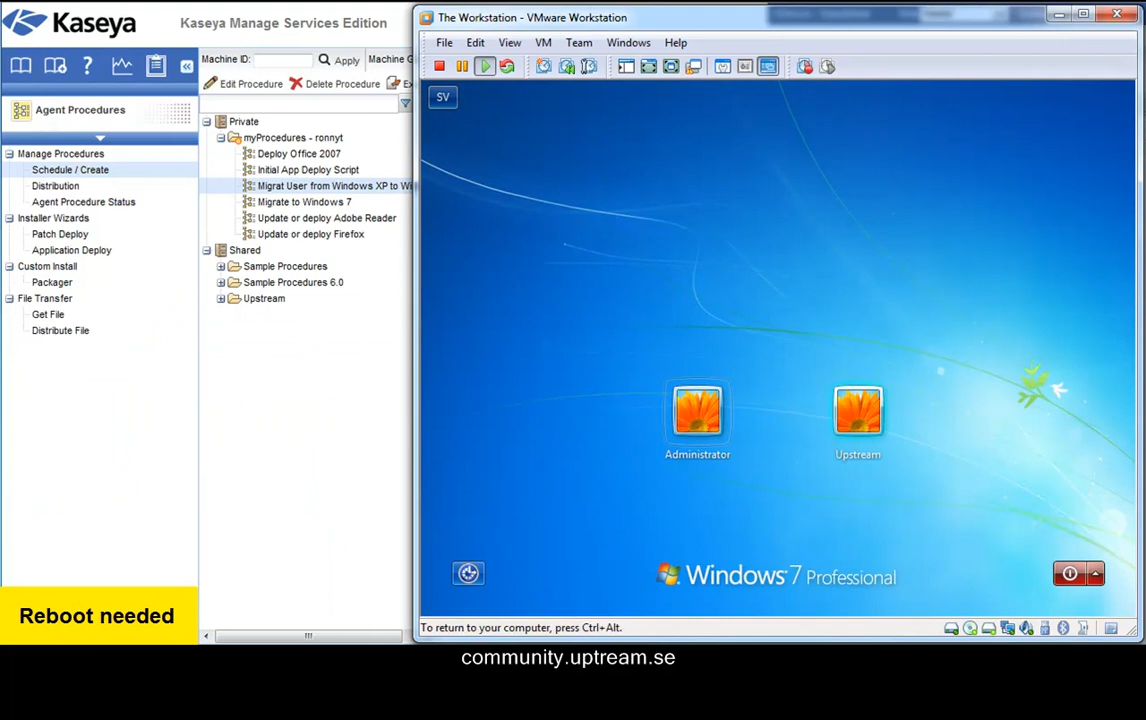 Kaseya
Kaseya Manage Services Edition
Machine ID:
Apply
Machine G
Edit Procedure
Delete Procedure
Ex
Agent Procedures
Manage Procedures
Schedule / Create
Distribution
Agent Procedure Status
Installer Wizards
Patch Deploy
Application Deploy
Custom Install
Packager
File Transfer
Get File
Distribute File
Private
myProcedures - ronnyt
Deploy Office 2007
Initial App Deploy Script
Migrat User from Windows XP to Wi
Migrate to Windows 7
Update or deploy Adobe Reader
Update or deploy Firefox
Shared
Sample Procedures
Sample Procedures 6.0
Upstream
The Workstation - VMware Workstation
File Edit View VM Team Windows Help
SV
Administrator
Upstream
Windows 7 Professional
To return to your computer, press Ctrl+Alt.
Reboot needed
community.uptream.se